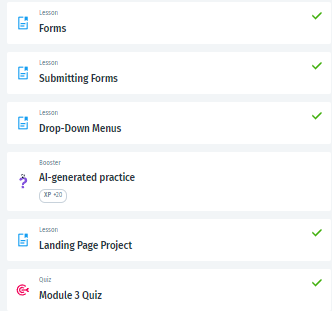 Lesson
Forms
Lesson
Submitting Forms
Lesson
Drop-Down Menus
Booster
AI-generated practice
XP +20
Lesson
Landing Page Project
Quiz
Module 3 Quiz